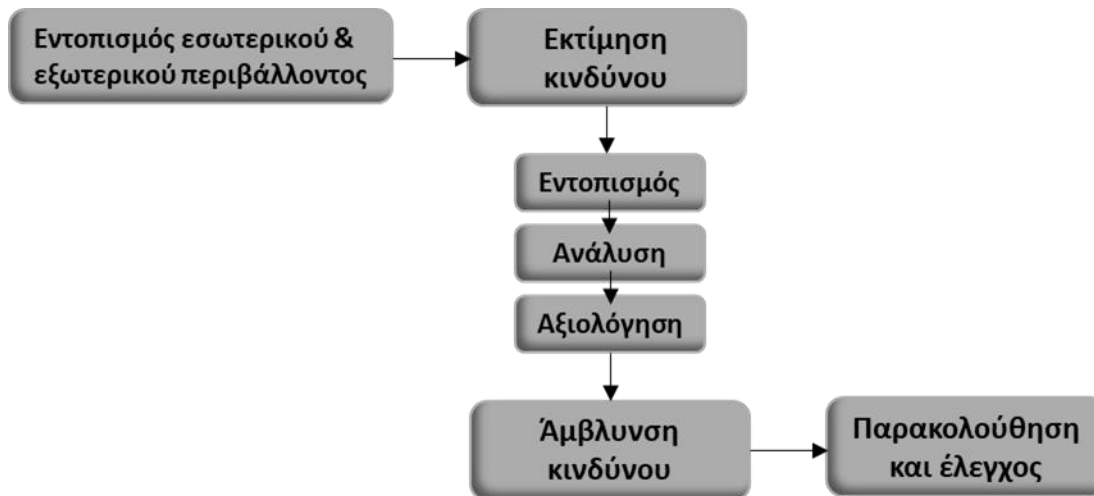 Εντοπισμός εσωτερικού &
εξωτερικού περιβάλλοντος
Εκτίμηση
κινδύνου
Εντοπισμός
Ανάλυση
Αξιολόγηση
Άμβλυνση
κινδύνου
Παρακολούθηση
και έλεγχος